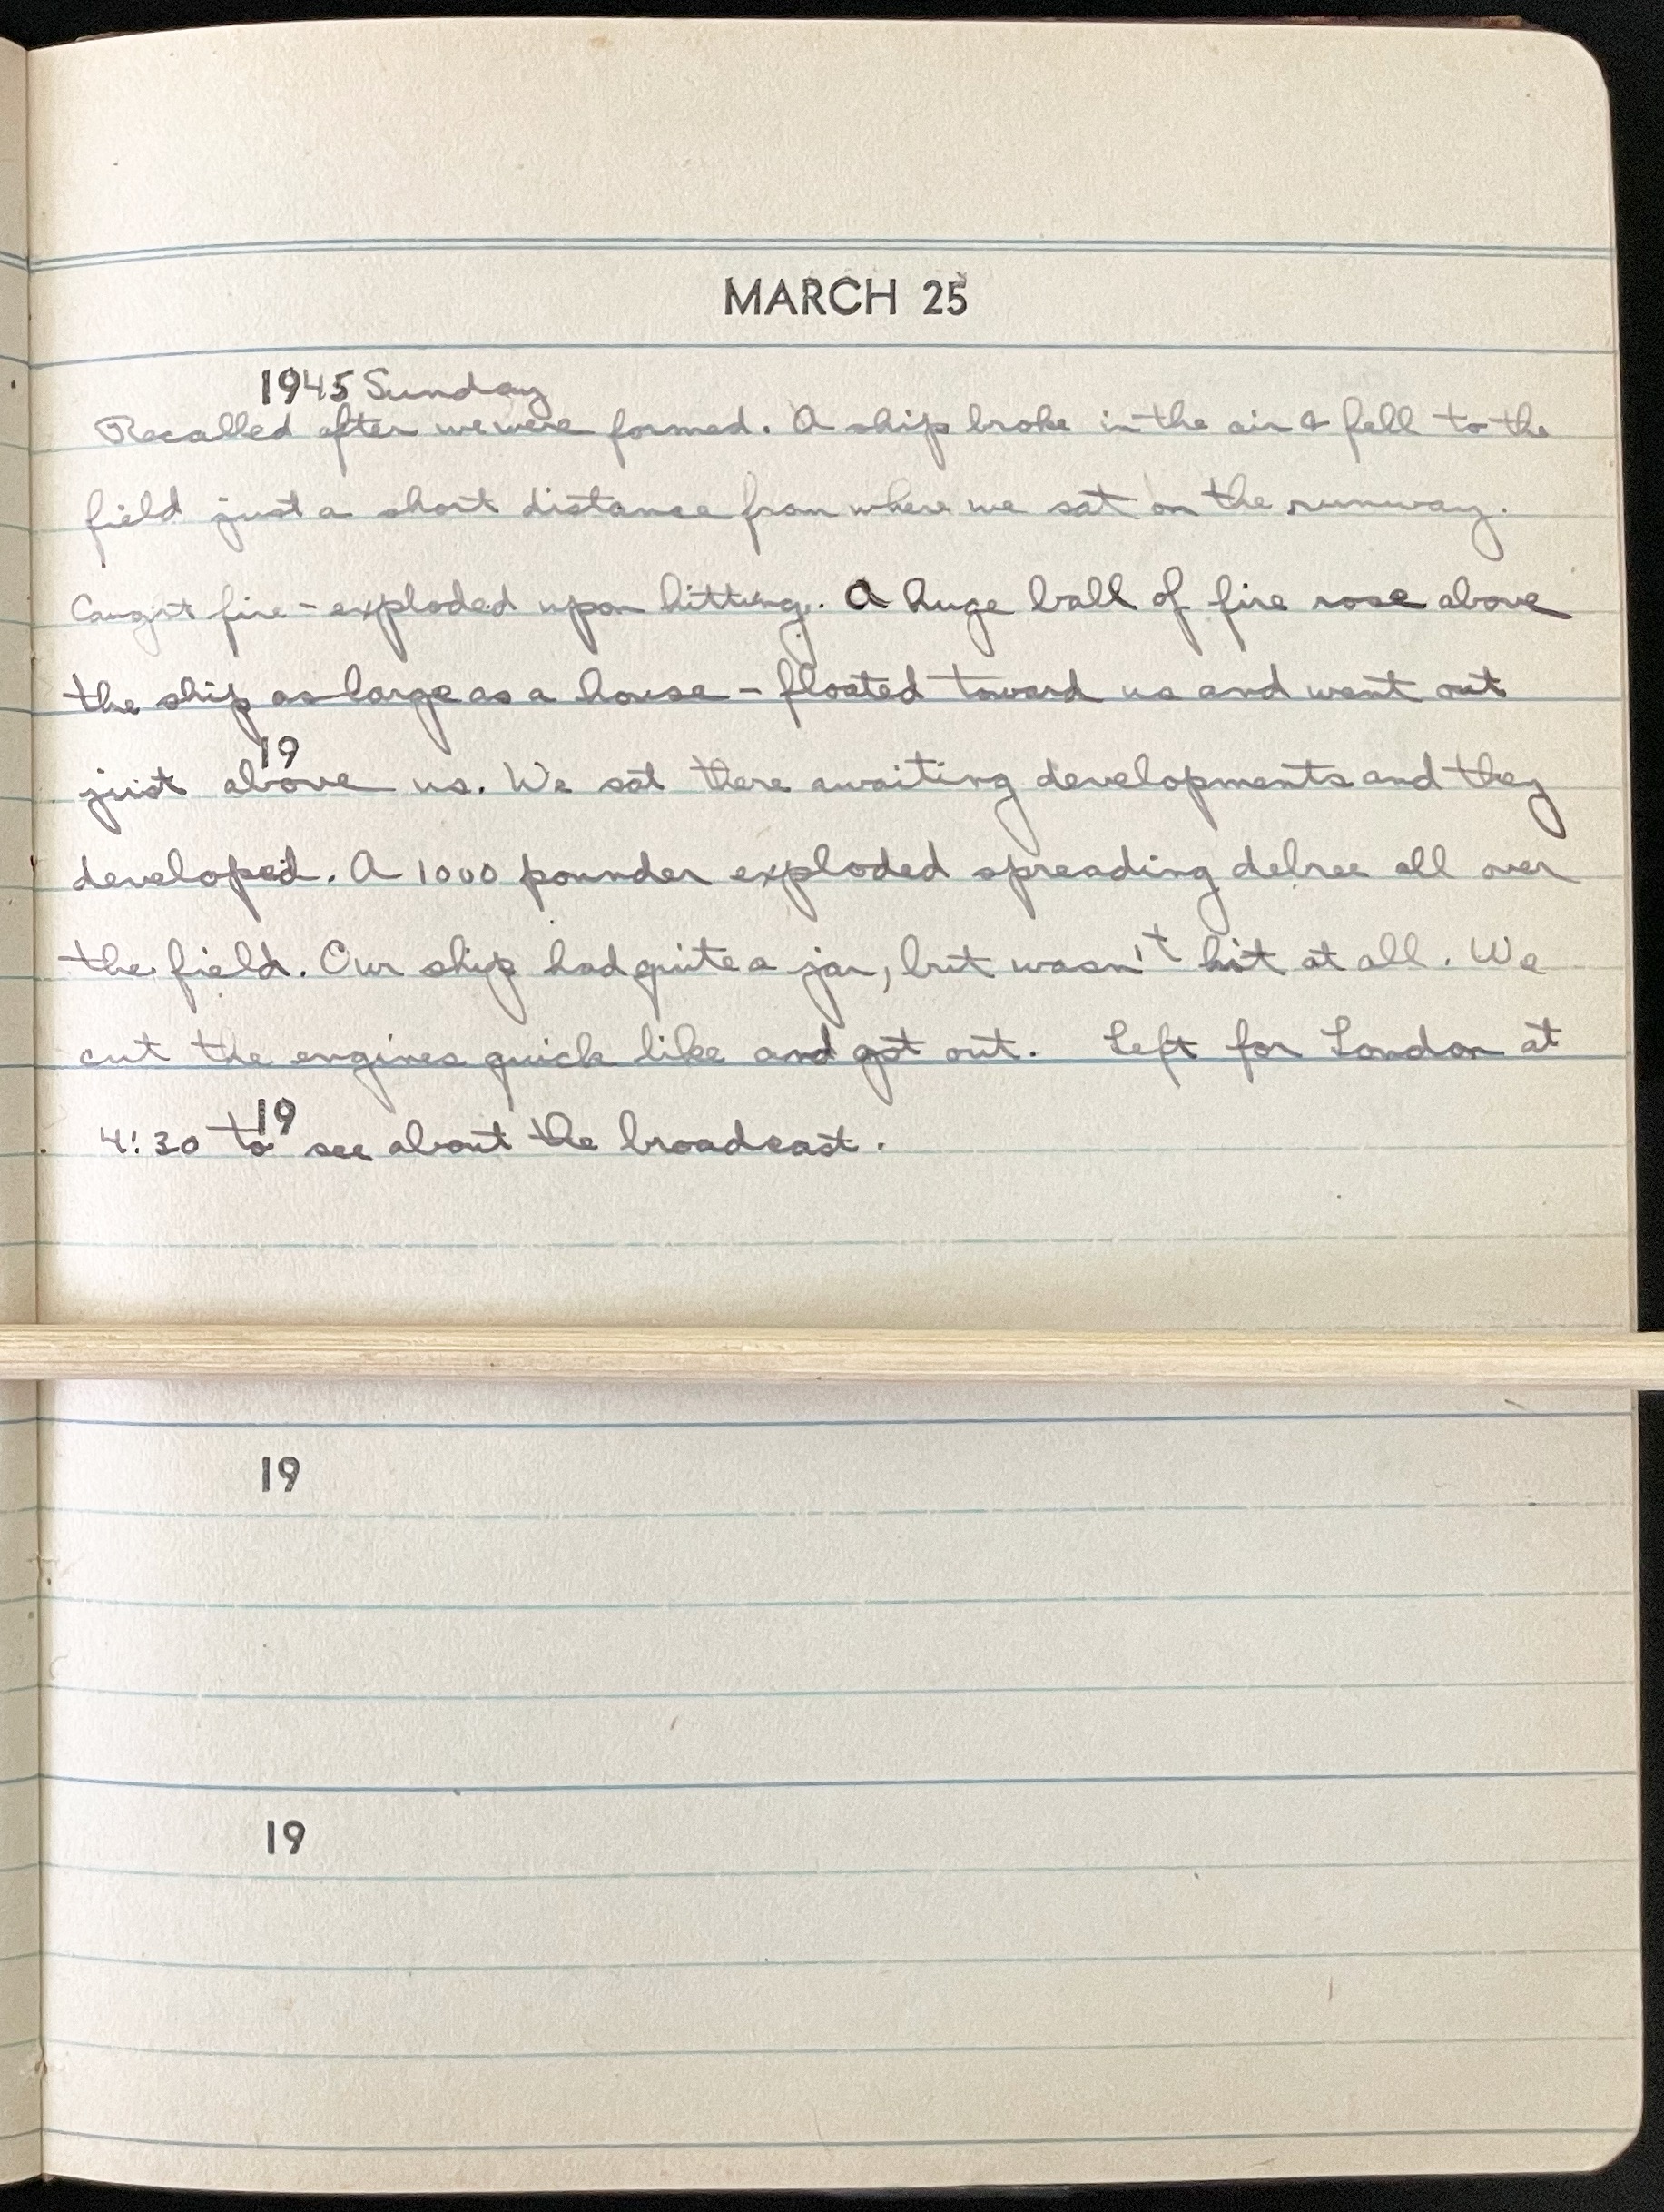 MARCH 25
1945 Sunday
Recalled after we were formed. A ship broke in the air & fell to the
field just a short distance from where we sat on the runway.
Caught fire - exploded upon hitting. A huge ball of fire rose above
the ship as large as a house - floated toward us and went out
19
just above us. We sat there awaiting developments and they
developed. A 1000 pounder exploded spreading debree all over
the field. Our ship had quite a jar, but wasn't hit at all. We
cut the engines quick like and got out. Left for London at
19
4:30 to see about the broadcast.
19
19